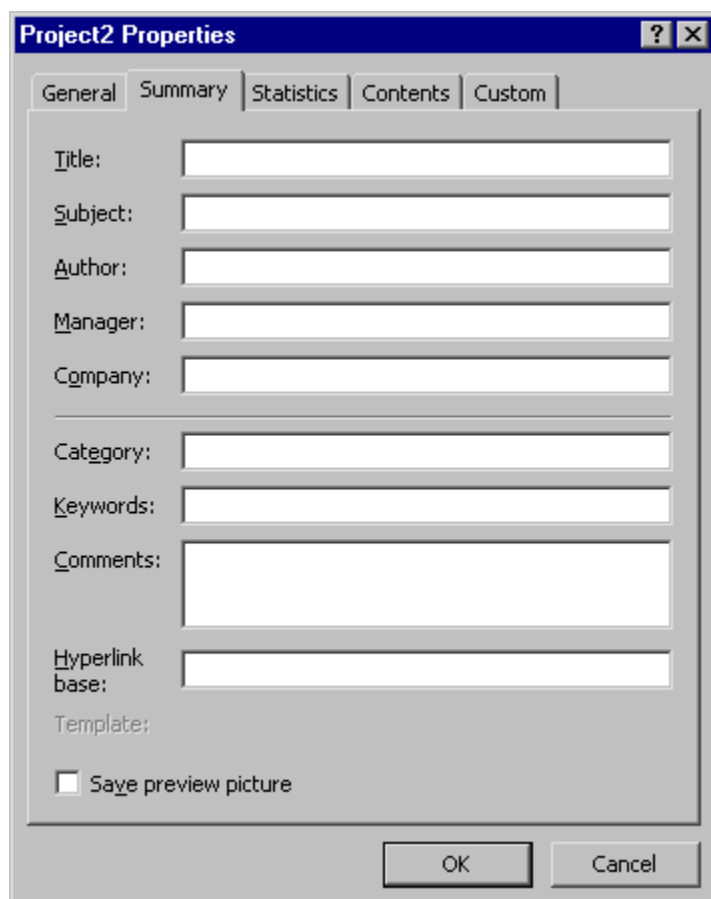 Project2 Properties
General Summary Statistics Contents Custom
Title:
Subject:
Author:
Manager:
Company:
Category:
Keywords:
Comments:
Hyperlink
base:
Template:
Save preview picture
OK Cancel